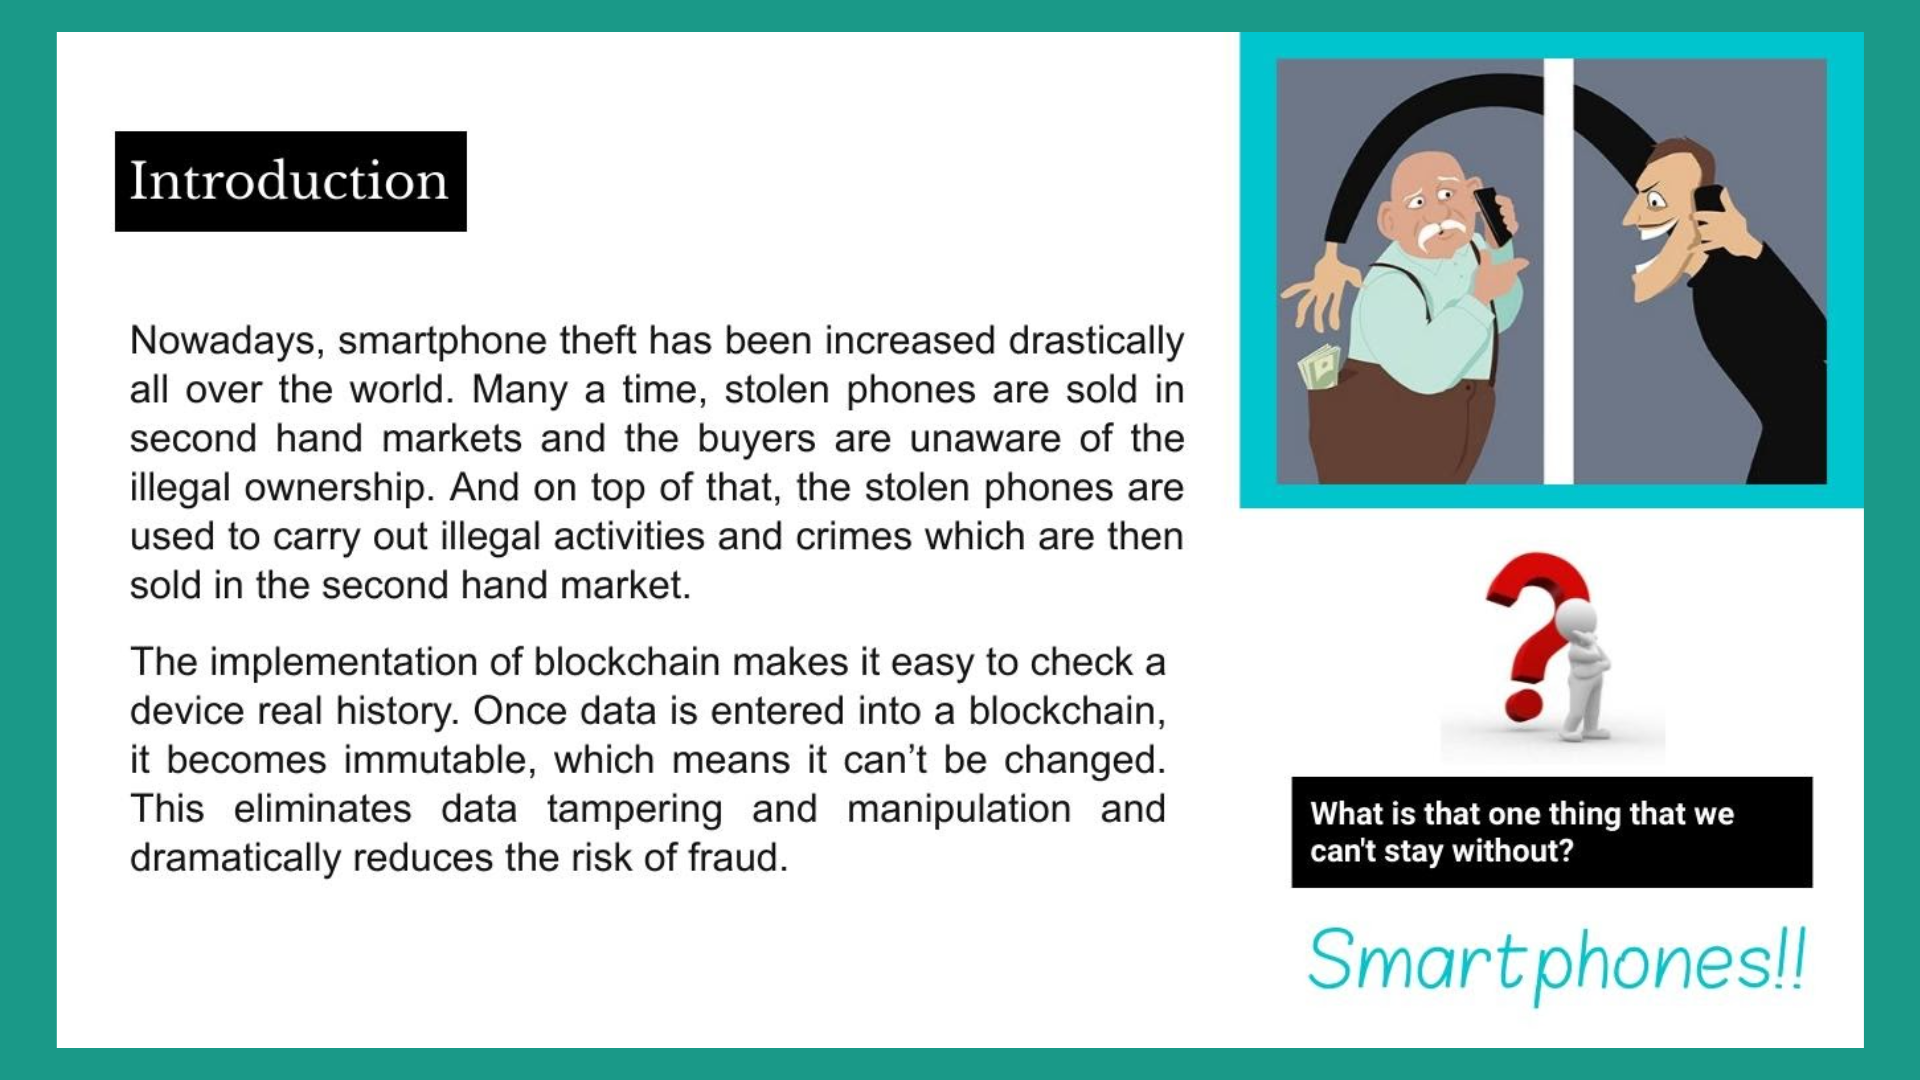 Introduction
Nowadays, smartphone theft has been increased drastically
all over the world. Many a time, stolen phones are sold in
second hand markets and the buyers are unaware of the
illegal ownership. And on top of that, the stolen phones are
used to carry out illegal activities and crimes which are then
sold in the second hand market.
The implementation of blockchain makes it easy to check a
device real history. Once data is entered into a blockchain,
it becomes immutable, which means it can’t be changed.
This eliminates data tampering and manipulation and
dramatically reduces the risk of fraud.
What is that one thing that we
can't stay without?
Smartphones!!